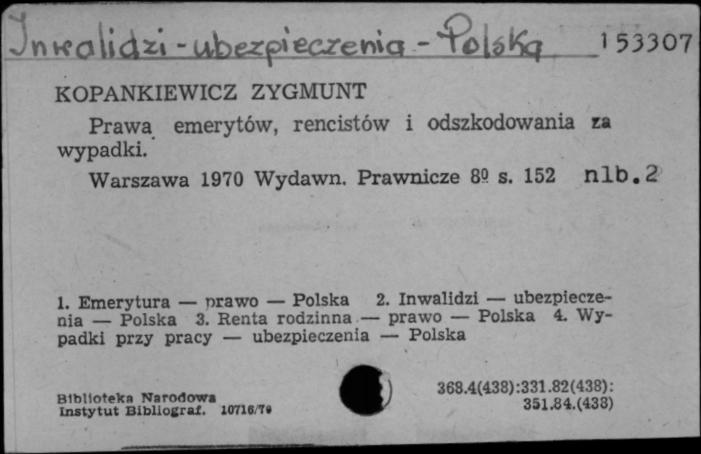 Inwalidzi - ubezpieczenia - Polska 153307
KOPANKIEWICZ ZYGMUNT
Prawa emerytów, rencistów i odszkodowania za
wypadki.
Warszawa 1970 Wydawn. Prawnicze 8º s. 152 nlb. 2
1. Emerytura — prawo — Polska 2. Inwalidzi — ubezpiecze-
nia — Polska 3. Renta rodzinna — prawo — Polska 4. Wy-
padki przy pracy — ubezpieczenia — Polska
Biblioteka Narodowa
Instytut Bibliograf. 10716/70
368.4(438):331.82(438):
351.84.(438)